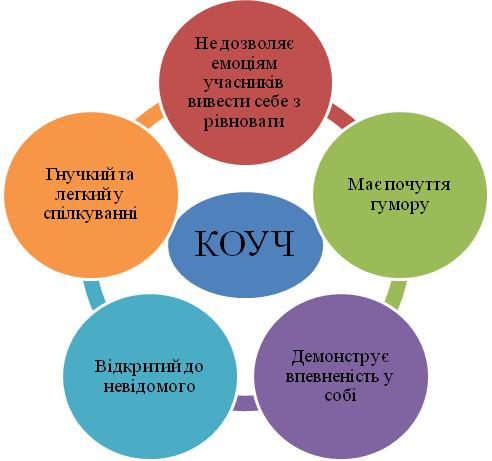 Не дозволяє
емоціям
учасників
вивести себе з
рівноваги
Має почуття
гумору
Демонструє
впевненість у
собі
Відкритий до
невідомого
Гнучкий та
легкий у
спілкуванні
КОУЧ